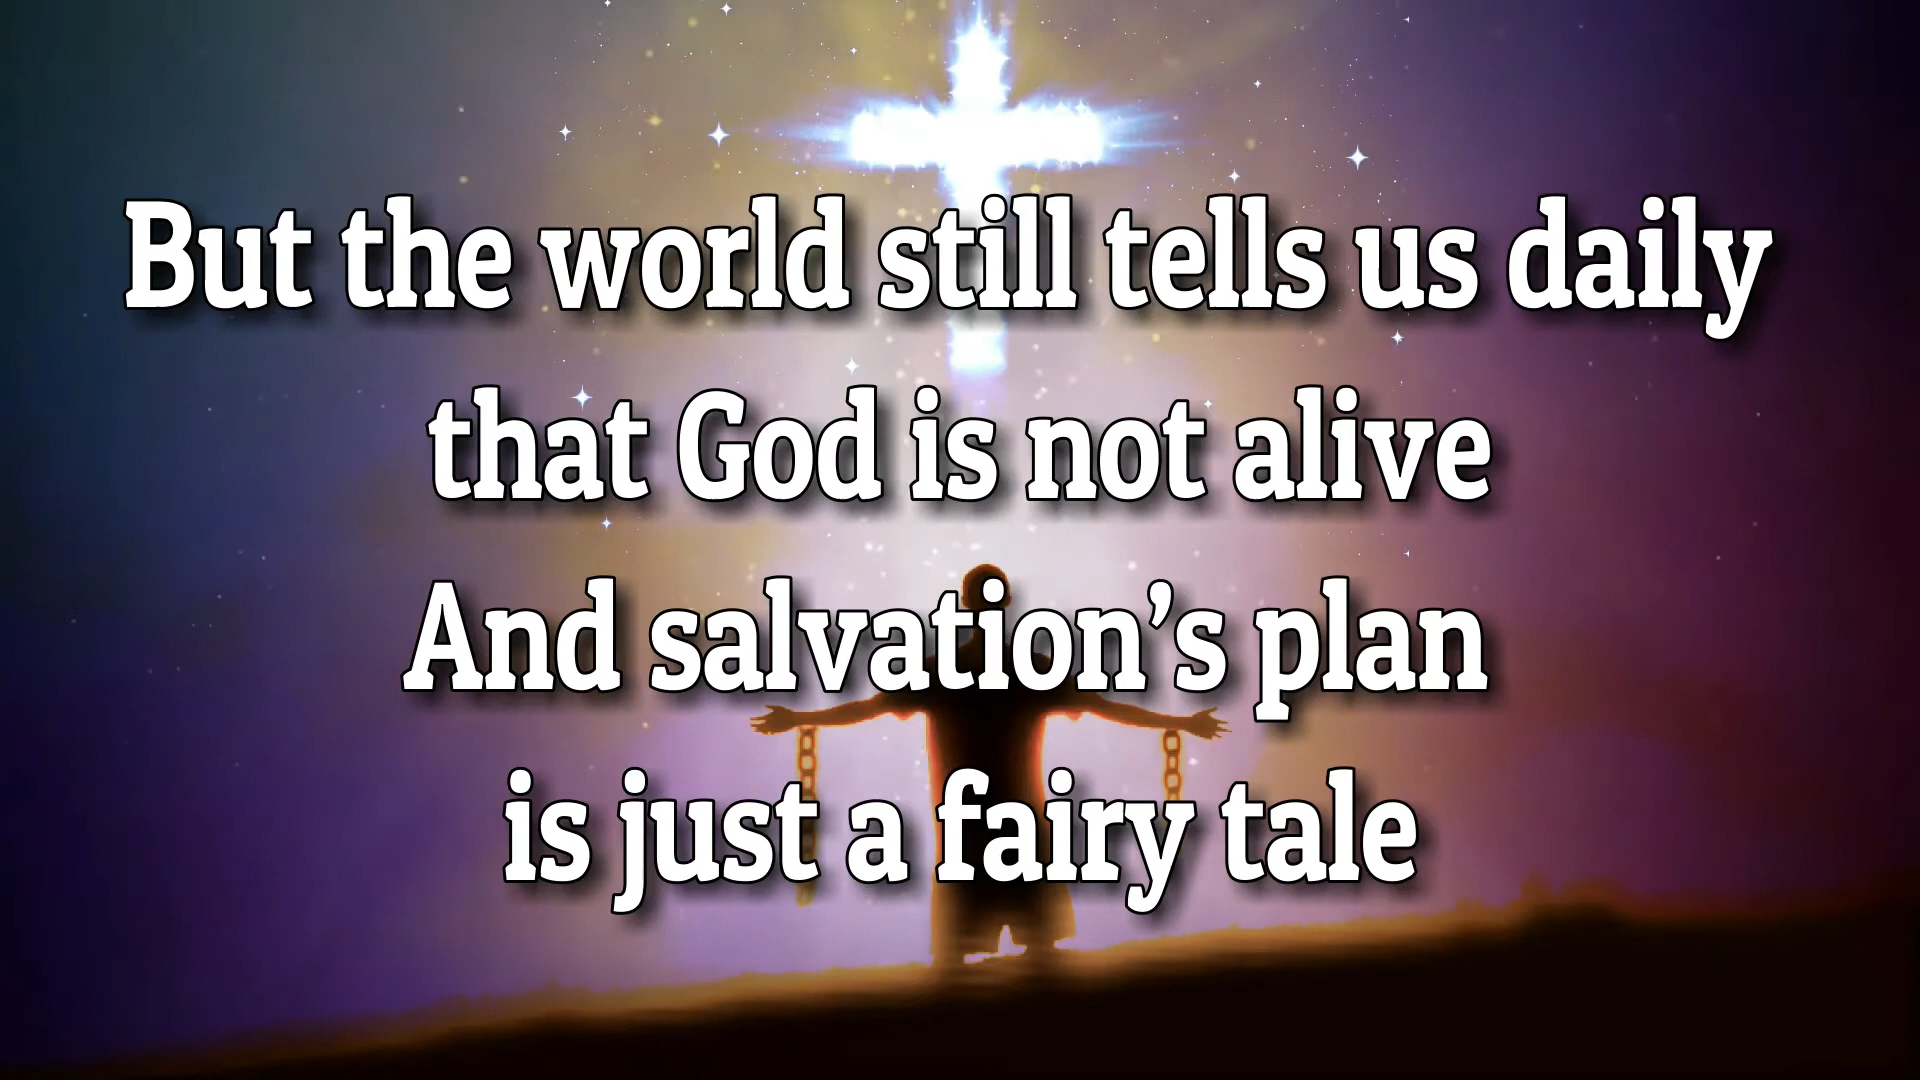 But the world still tells us daily
that God is not alive
And salvation’s plan
is just a fairy tale